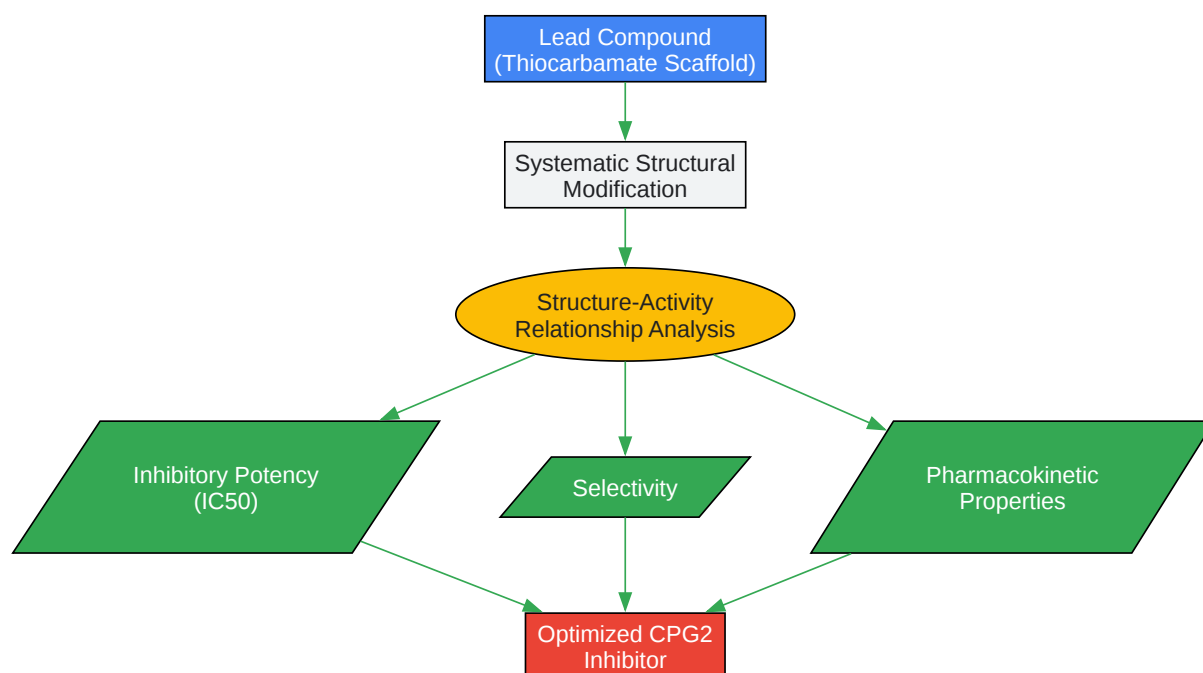 Lead Compound
(Thiocarbamate Scaffold)
Systematic Structural
Modification
Structure-Activity
Relationship Analysis
Inhibitory Potency
(IC50)
Selectivity
Pharmacokinetic
Properties
Optimized CPG2
Inhibitor